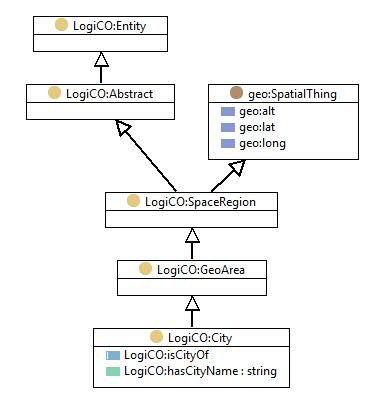 LogiCO:Entity
LogiCO:Abstract
geo:SpatialThing
geo:alt
geo:lat
geo:long
LogiCO:SpaceRegion
LogiCO:GeoArea
LogiCO:City
LogiCO:isCityOf
LogiCO:hasCityName : string